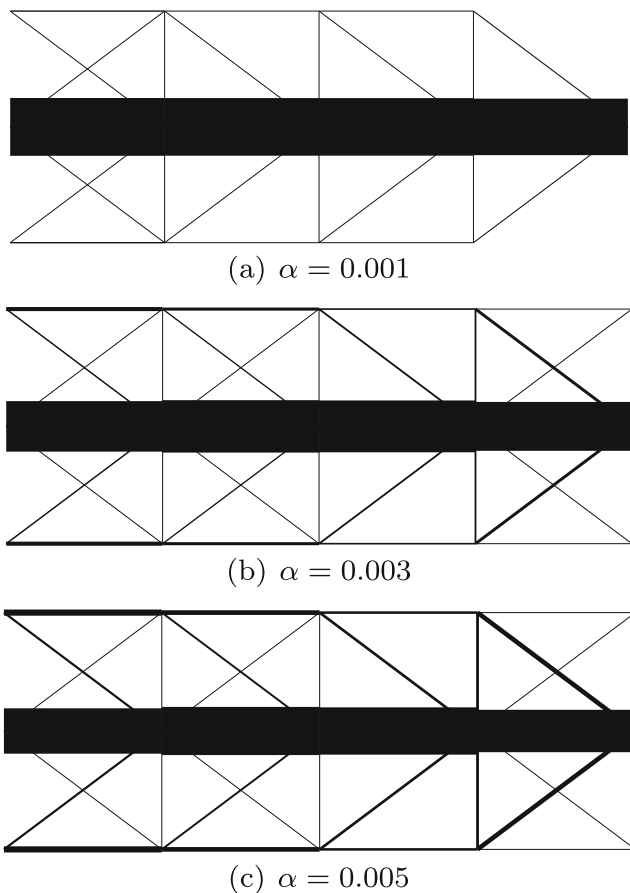 (a) α = 0.001
(b) α = 0.003
(c) α = 0.005